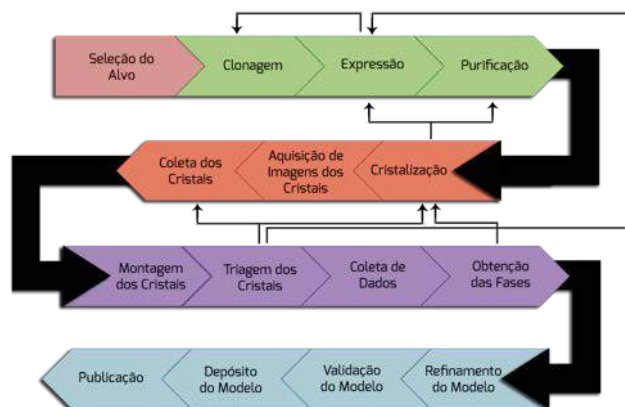 Seleção do
Alvo
Clonagem
Expressão
Purificação
Coleta dos
Cristais
Aquisição de
Imagens dos
Cristais
Cristalização
Montagem
dos Cristais
Triagem dos
Cristais
Coleta de
Dados
Obtenção
das Fases
Publicação
Depósito
do Modelo
Validação
do Modelo
Refinamento
do Modelo